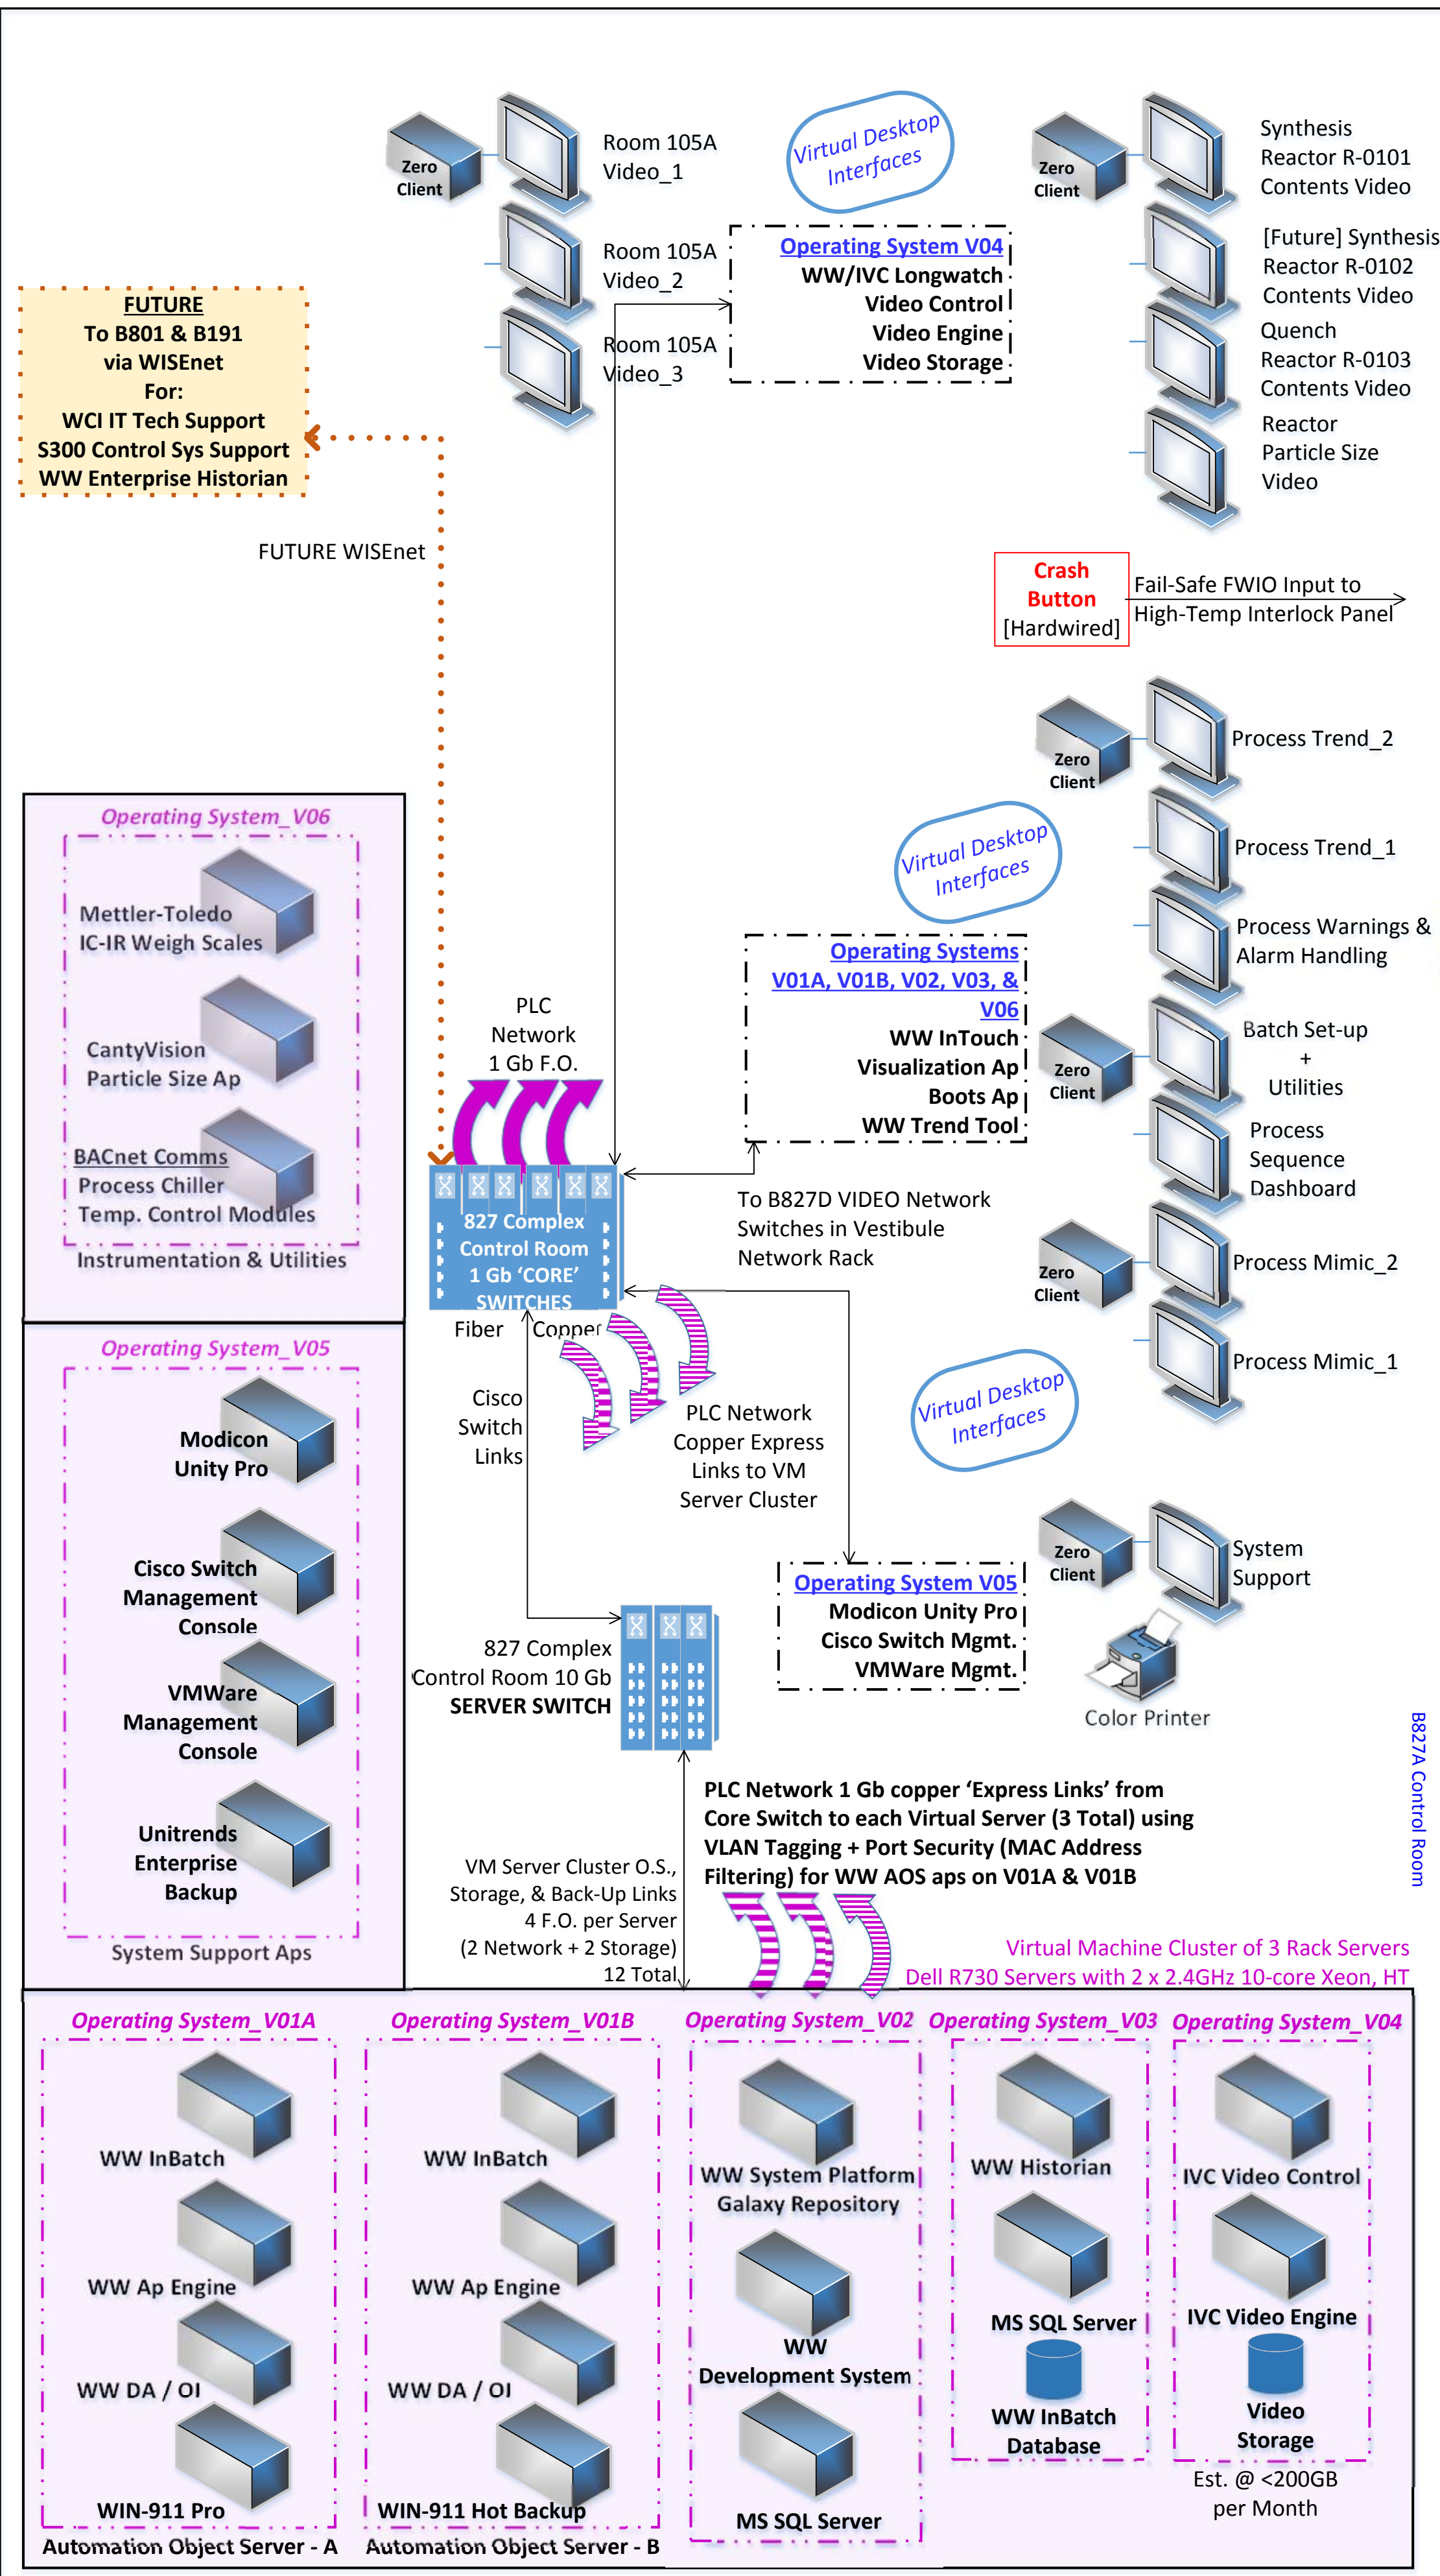 Zero
Client
Room 105A
Video_1
Room 105A
Video_2
Room 105A
Video_3
Virtual Desktop
Interfaces
Operating System V04
WW/IVC Longwatch
Video Control
Video Engine
Video Storage
Zero
Client
Synthesis
Reactor R-0101
Contents Video
[Future] Synthesis
Reactor R-0102
Contents Video
Quench
Reactor R-0103
Contents Video
Reactor
Particle Size
Video
FUTURE
To B801 & B191
via WISEnet
For:
WCI IT Tech Support
S300 Control Sys Support
WW Enterprise Historian
FUTURE WISEnet
Crash
Button
[Hardwired]
Fail-Safe FWIO Input to
High-Temp Interlock Panel
Zero
Client
Process Trend_2
Process Trend_1
Process Warnings &
Alarm Handling
Virtual Desktop
Interfaces
Operating Systems
V01A, V01B, V02, V03, &
V06
WW InTouch
Visualization Ap
Boots Ap
WW Trend Tool
Zero
Client
Batch Set-up
+
Utilities
Process
Sequence
Dashboard
Zero
Client
Process Mimic_2
Process Mimic_1
Operating System_V06
Mettler-Toledo
IC-IR Weigh Scales
CantyVision
Particle Size Ap
BACnet Comms
Process Chiller
Temp. Control Modules
Instrumentation & Utilities
PLC
Network
1 Gb F.O.
827 Complex
Control Room
1 Gb ‘CORE’
SWITCHES
Fiber
Copper
To B827D VIDEO Network
Switches in Vestibule
Network Rack
Cisco
Switch
Links
PLC Network
Copper Express
Links to VM
Server Cluster
Virtual Desktop
Interfaces
Operating System_V05
Modicon
Unity Pro
Cisco Switch
Management
Console
VMWare
Management
Console
Unitrends
Enterprise
Backup
System Support Aps
Operating System V05
Modicon Unity Pro
Cisco Switch Mgmt.
VMWare Mgmt.
Zero
Client
System
Support
Color Printer
827 Complex
Control Room 10 Gb
SERVER SWITCH
B827A Control Room
PLC Network 1 Gb copper ‘Express Links’ from
Core Switch to each Virtual Server (3 Total) using
VLAN Tagging + Port Security (MAC Address
Filtering) for WW AOS aps on V01A & V01B
VM Server Cluster O.S.,
Storage, & Back-Up Links
4 F.O. per Server
(2 Network + 2 Storage)
12 Total
Virtual Machine Cluster of 3 Rack Servers
Dell R730 Servers with 2 x 2.4GHz 10-core Xeon, HT
Operating System_V01A
WW InBatch
WW Ap Engine
WW DA / OI
WIN-911 Pro
Automation Object Server - A
Operating System_V01B
WW InBatch
WW Ap Engine
WW DA / OI
WIN-911 Hot Backup
Automation Object Server - B
Operating System_V02
WW System Platform
Galaxy Repository
WW
Development System
MS SQL Server
Operating System_V03
WW Historian
MS SQL Server
WW InBatch
Database
Operating System_V04
IVC Video Control
IVC Video Engine
Video
Storage
Est. @ <200GB
per Month